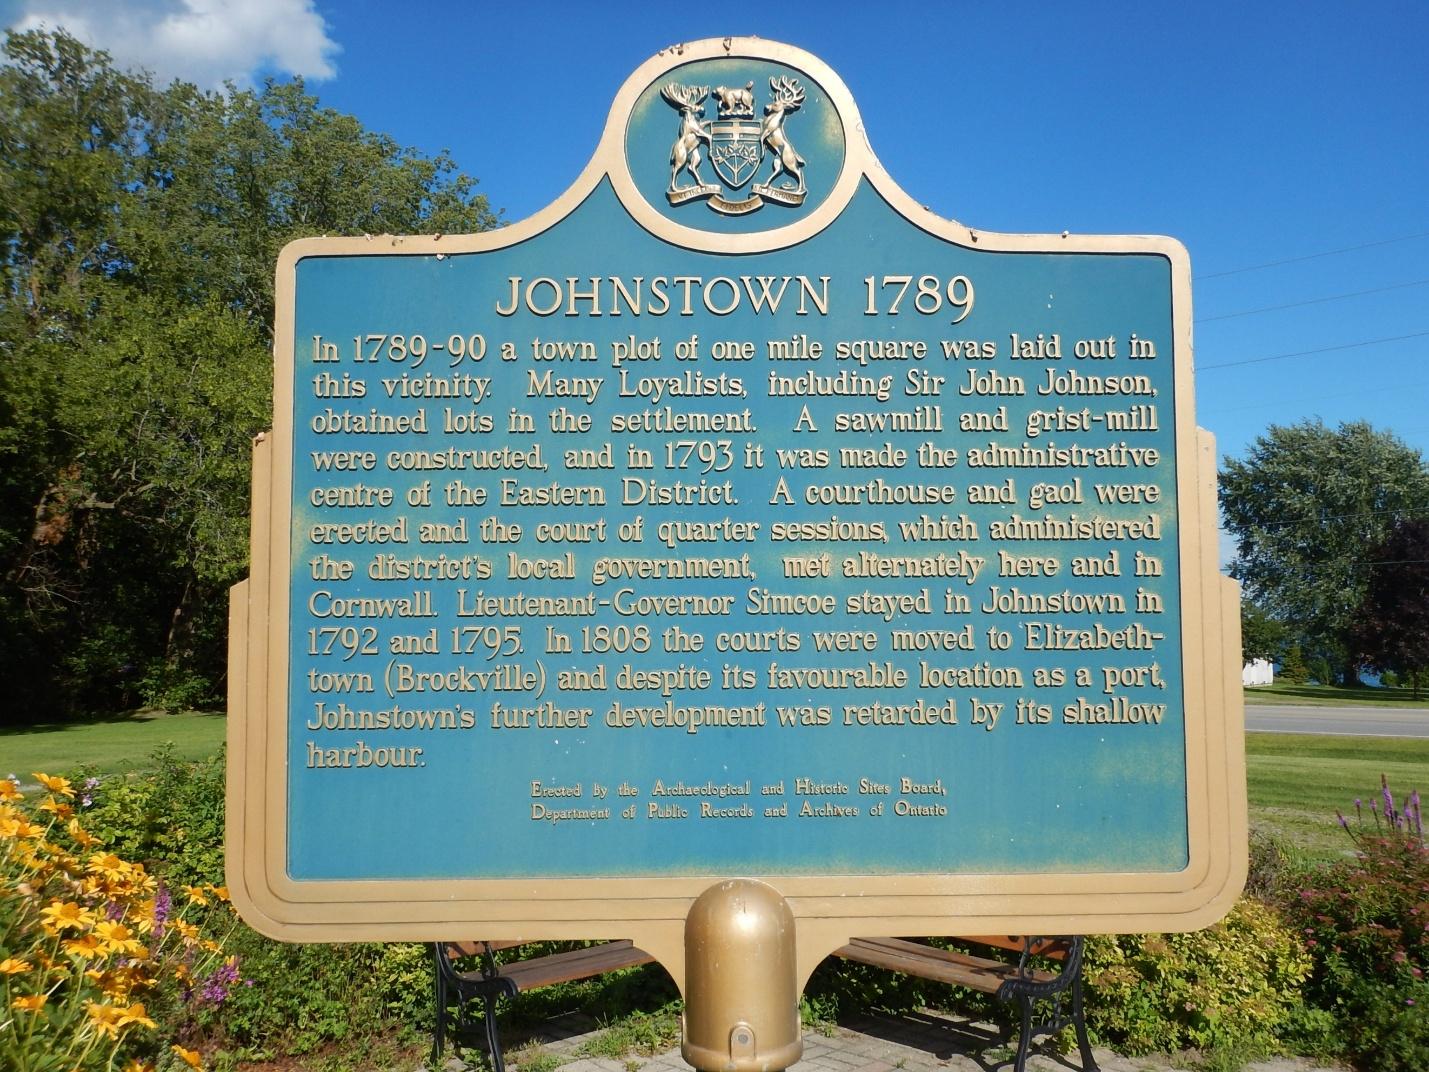 JOHNSTOWN 1789
In 1789-90 a town plot of one mile square was laid out in
this vicinity. Many Loyalists, including Sir John Johnson,
obtained lots in the settlement. A sawmill and grist-mill
were constructed, and in 1793 it was made the administrative
centre of the Eastern District. A courthouse and gaol were
erected and the court of quarter sessions, which administered
the district's local government, met alternately here and in
Cornwall. Lieutenant-Governor Simcoe stayed in Johnstown in
1792 and 1795. In 1808 the courts were moved to Elizabeth-
town (Brockville) and despite its favourable location as a port,
Johnstown's further development was retarded by its shallow
harbour.
Erected by the Archaeological and Historic Sites Board,
Department of Public Records and Archives of Ontario